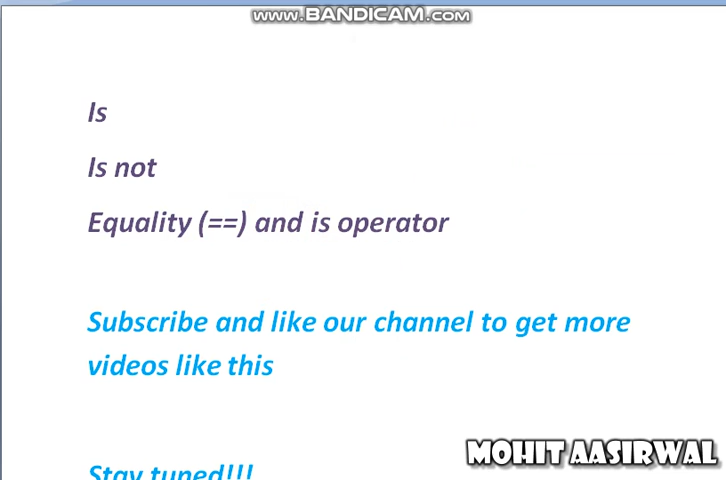 www.BANDICAM.com
Is
Is not
Equality (==) and is operator
Subscribe and like our channel to get more
videos like this
MOHIT AASIRWAL
Stay tuned!!!